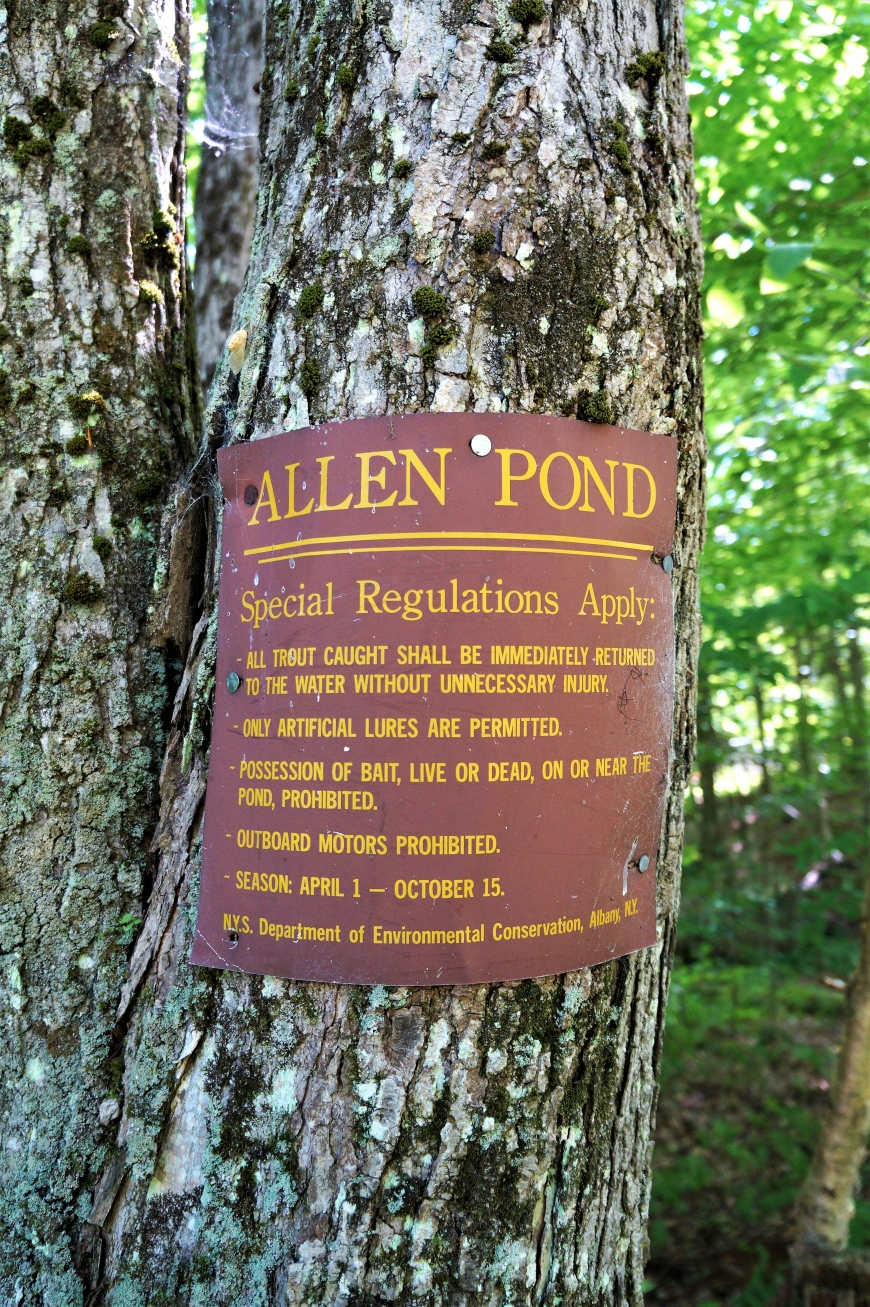 ALLEN POND
Special Regulations Apply:
- ALL TROUT CAUGHT SHALL BE IMMEDIATELY RETURNED
TO THE WATER WITHOUT UNNECESSARY INJURY.
- ONLY ARTIFICIAL LURES ARE PERMITTED.
- POSSESSION OF BAIT, LIVE OR DEAD, ON OR NEAR THE
POND, PROHIBITED.
- OUTBOARD MOTORS PROHIBITED.
- SEASON: APRIL 1 — OCTOBER 15.
N.Y.S. Department of Environmental Conservation, Albany, N.Y.